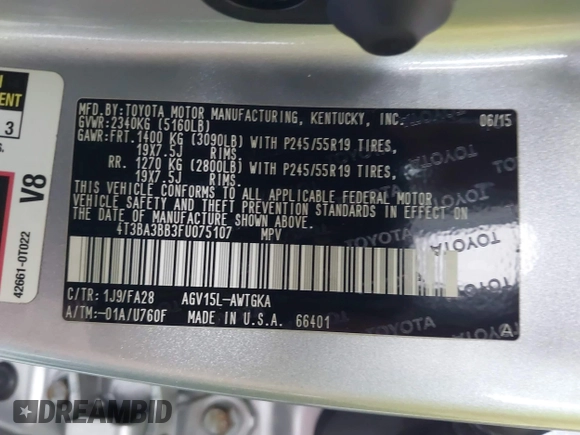 MFD.BY:TOYOTA MOTOR MANUFACTURING, KENTUCKY, INC. 06/15
GVWR:2340KG (5160LB)
GAWR:FRT. 1400 KG (3090LB) WITH P245/55R19 TIRES,
19X7.5J RIMS.
RR. 1270 KG (2800LB) WITH P245/55R19 TIRES,
19X7.5J RIMS.
THIS VEHICLE CONFORMS TO ALL APPLICABLE FEDERAL MOTOR
VEHICLE SAFETY AND THEFT PREVENTION STANDARDS IN EFFECT ON
THE DATE OF MANUFACTURE SHOWN ABOVE.
4T3BA3BB3FU075107 MPV
C/TR: 1J9/FA28 AGV15L-AWTGKA
A/TM:-01A/U760F MADE IN U.S.A. 66401
A
TOYOTA
TOYOTA
TOYOTA
TOYOTA
3
V8
42661-0T022
DREAMBID